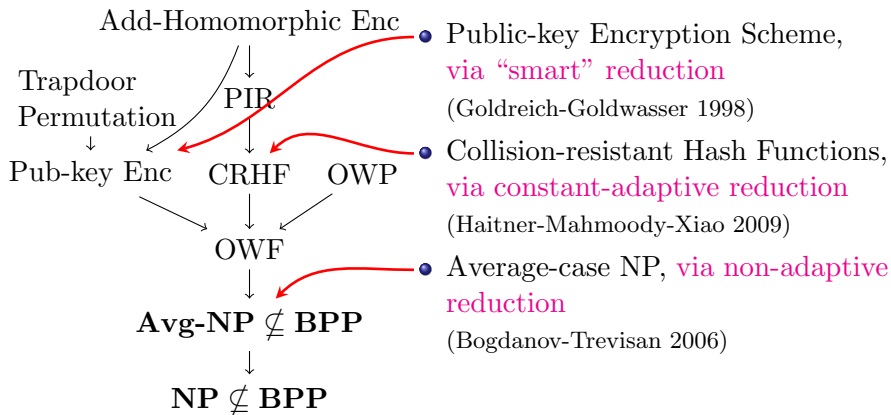 Add-Homomorphic Enc
Trapdoor
Permutation
PIR
Pub-key Enc
CRHF
OWP
OWF
Avg-NP ⊈ BPP
NP ⊈ BPP
Public-key Encryption Scheme,
via “smart” reduction
(Goldreich-Goldwasser 1998)
Collision-resistant Hash Functions,
via constant-adaptive reduction
(Haitner-Mahmoody-Xiao 2009)
Average-case NP, via non-adaptive
reduction
(Bogdanov-Trevisan 2006)